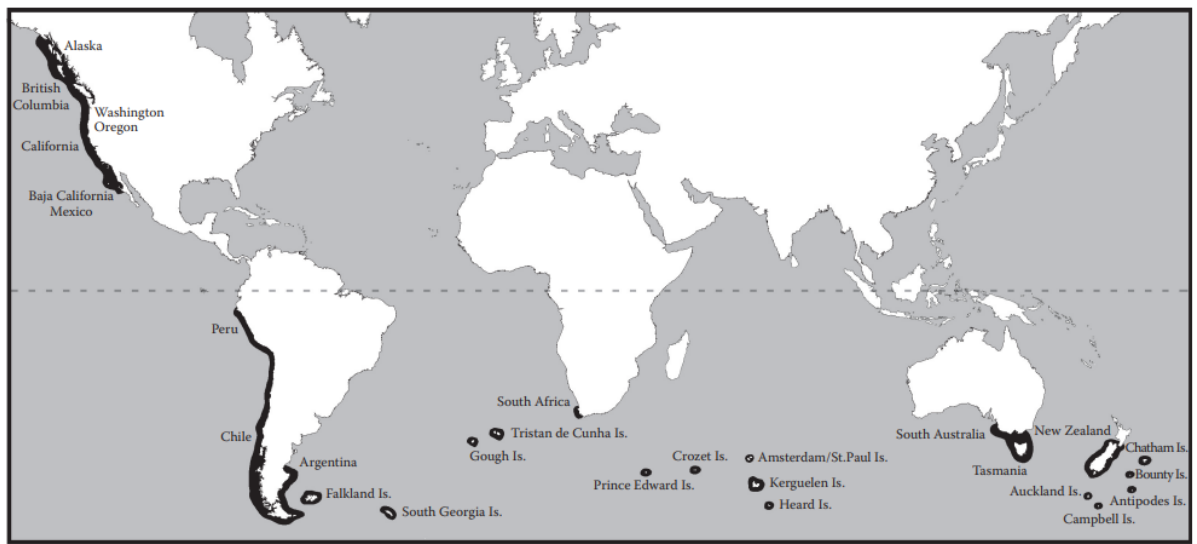 Alaska
British
Columbia
Washington
Oregon
California
Baja California
Mexico
Peru
Chile
Argentina
Falkland Is.
South Georgia Is.
South Africa
Tristan de Cunha Is.
Gough Is.
Prince Edward Is.
Crozet Is.
Amsterdam/St.Paul Is.
Kerguelen Is.
Heard Is.
South Australia
Tasmania
New Zealand
Chatham Is.
Bounty Is.
Auckland Is.
Antipodes Is.
Campbell Is.